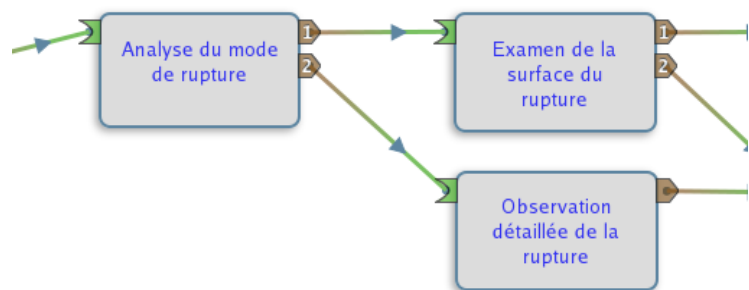 Analyse du mode
de rupture
1
2
Examen de la
surface du
rupture
1
2
Observation
détaillée de la
rupture